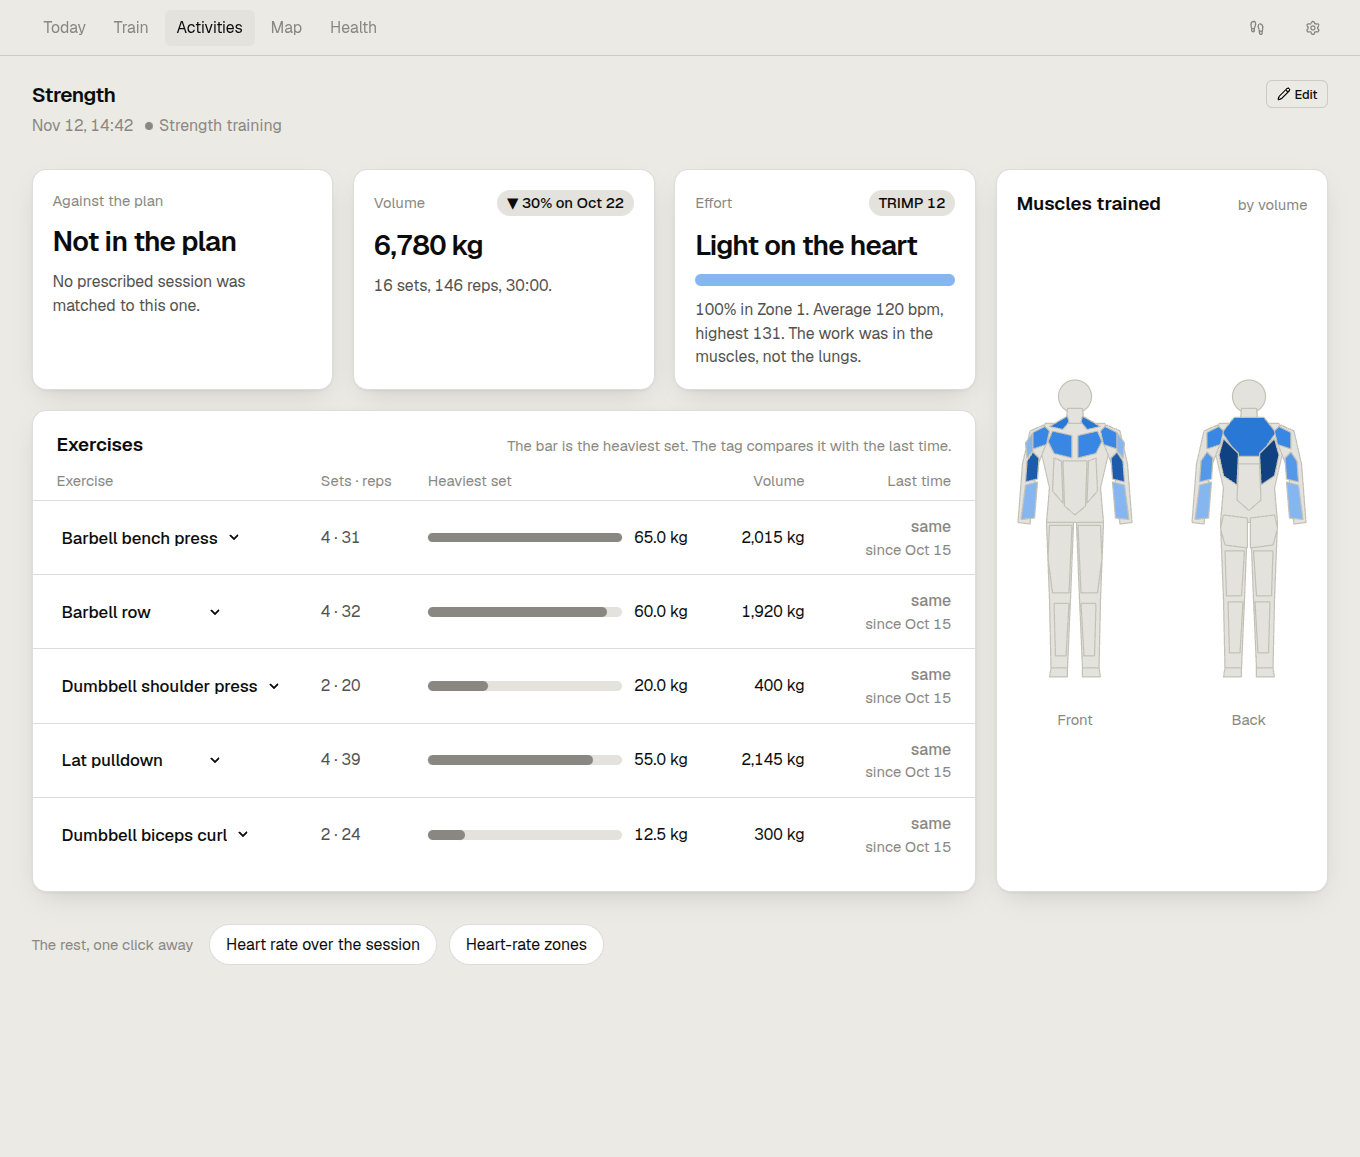 Today Train Activities Map Health
Strength
Edit
Nov 12, 14:42 ● Strength training
Against the plan
Not in the plan
No prescribed session was
matched to this one.
Volume
▼ 30% on Oct 22
6,780 kg
16 sets, 146 reps, 30:00.
Effort
TRIMP 12
Light on the heart
100% in Zone 1. Average 120 bpm,
highest 131. The work was in the
muscles, not the lungs.
Muscles trained
by volume
Front
Back
Exercises
The bar is the heaviest set. The tag compares it with the last time.
Exercise Sets · reps Heaviest set Volume Last time
Barbell bench press 4 · 31 65.0 kg 2,015 kg same
since Oct 15
Barbell row 4 · 32 60.0 kg 1,920 kg same
since Oct 15
Dumbbell shoulder press 2 · 20 20.0 kg 400 kg same
since Oct 15
Lat pulldown 4 · 39 55.0 kg 2,145 kg same
since Oct 15
Dumbbell biceps curl 2 · 24 12.5 kg 300 kg same
since Oct 15
The rest, one click away Heart rate over the session Heart-rate zones